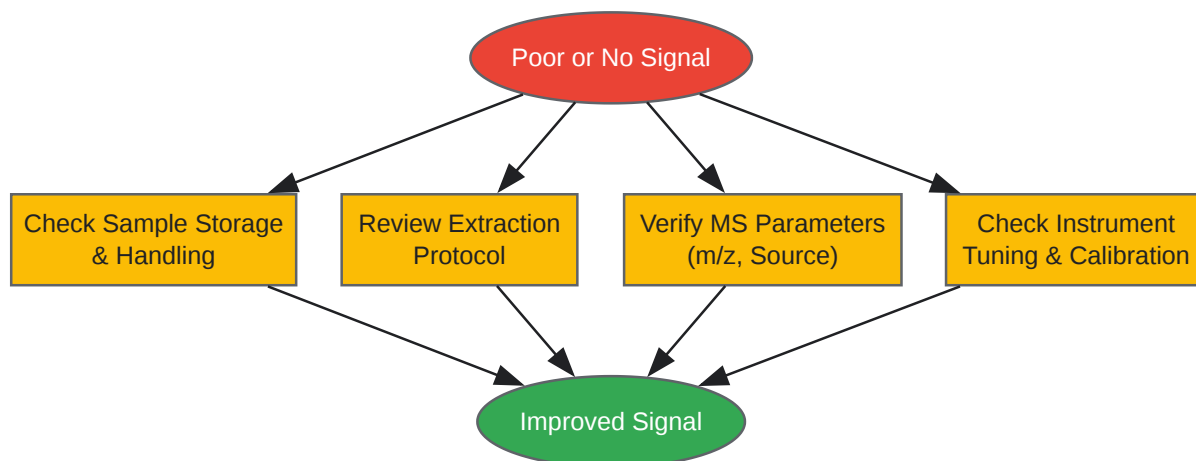 Poor or No Signal
Check Sample Storage
& Handling
Review Extraction
Protocol
Verify MS Parameters
(m/z, Source)
Check Instrument
Tuning & Calibration
Improved Signal